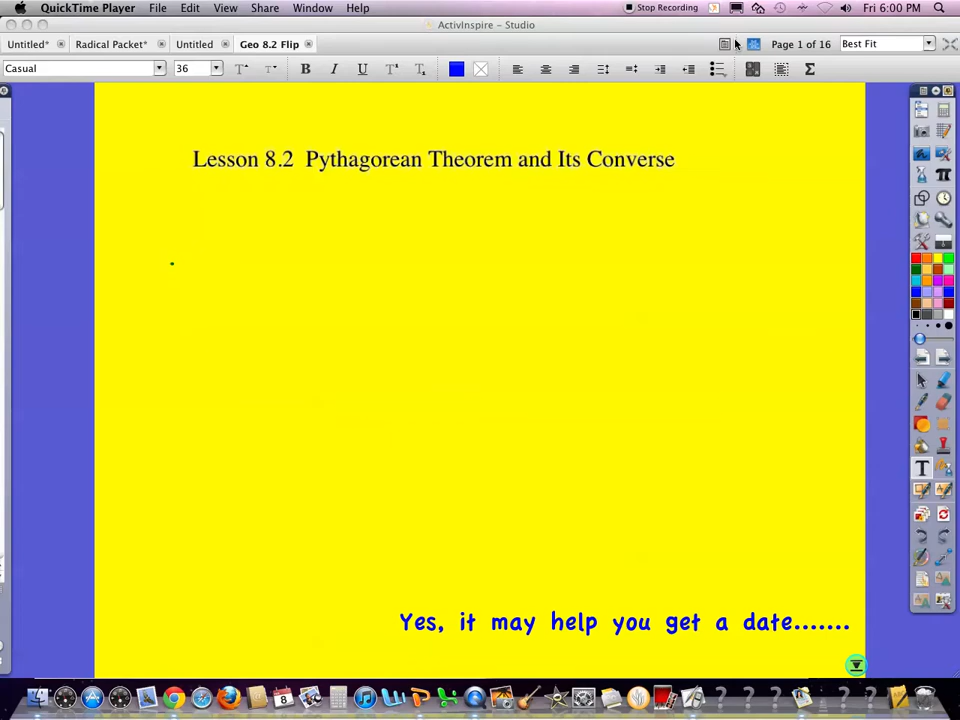 QuickTime Player File Edit View Share Window Help Stop Recording Fri 6:00 PM
ActivInspire - Studio
Untitled* Radical Packet* Untitled Geo 8.2 Flip Page 1 of 16 Best Fit
Casual 36 B I U
Lesson 8.2 Pythagorean Theorem and Its Converse
Yes, it may help you get a date.......